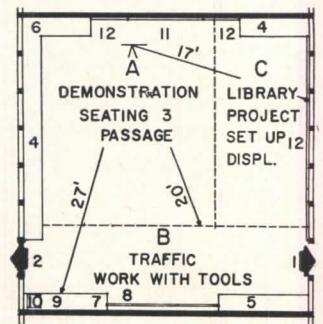 6 12 11 12 4
17'
A C
DEMONSTRATION LIBRARY
SEATING 3 PROJECT
PASSAGE SET UP 12
DISPL.
4
27' 20'
B
2 TRAFFIC 1
WORK WITH TOOLS
10 9 7 8 5